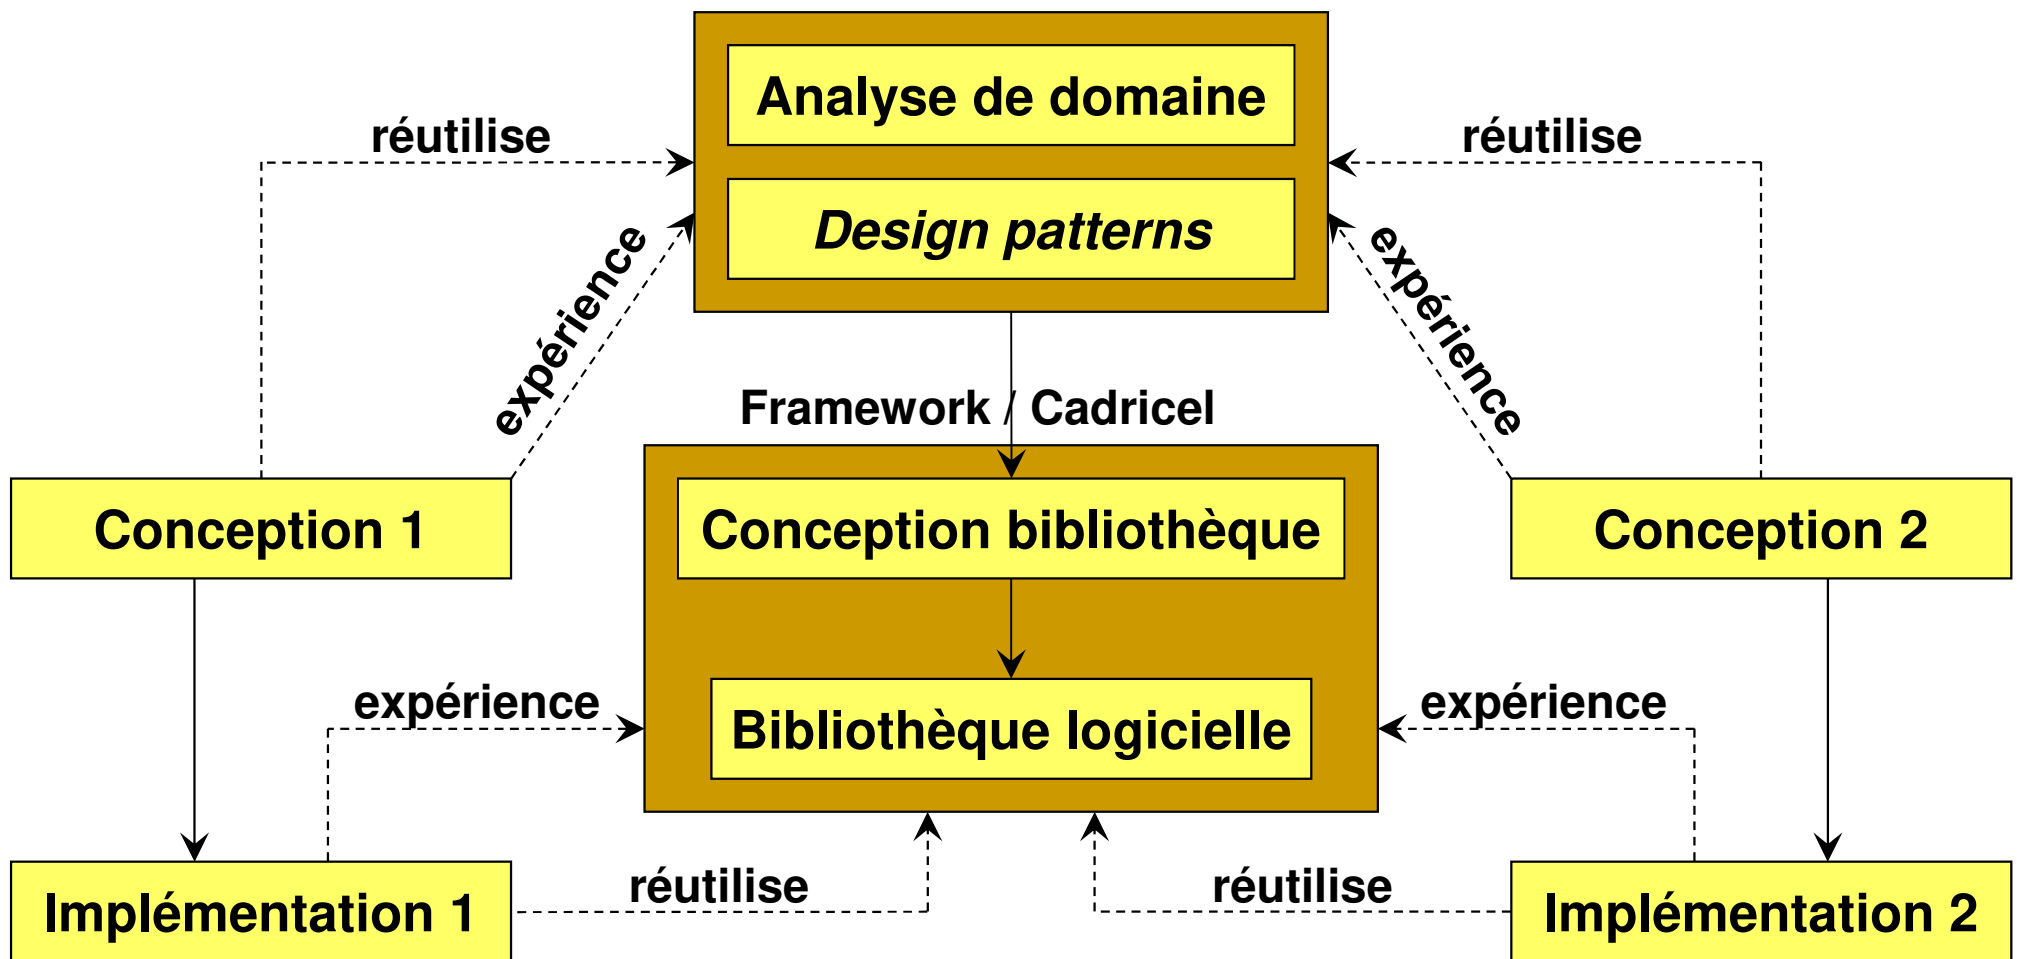 Analyse de domaine
réutilise
réutilise
Design patterns
expérience
expérience
Framework / Cadricel
Conception 1
Conception bibliothèque
Conception 2
expérience
expérience
Bibliothèque logicielle
réutilise
réutilise
Implémentation 1
Implémentation 2